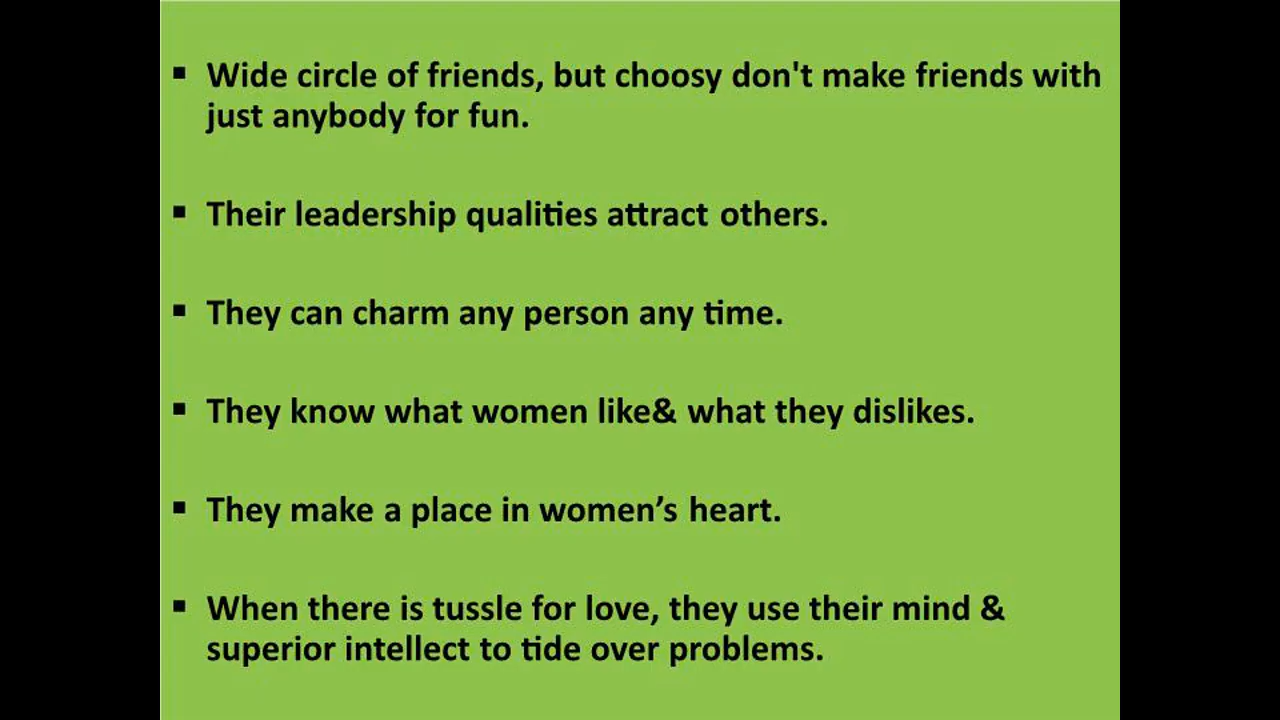 ▪ Wide circle of friends, but choosy don't make friends with
just anybody for fun.
▪ Their leadership qualities attract others.
▪ They can charm any person any time.
▪ They know what women like& what they dislikes.
▪ They make a place in women’s heart.
▪ When there is tussle for love, they use their mind &
superior intellect to tide over problems.